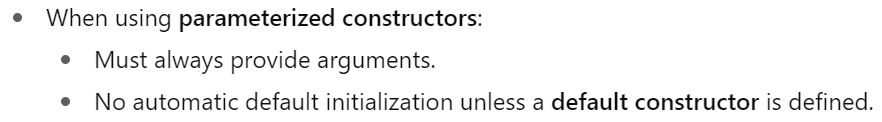 When using parameterized constructors:
Must always provide arguments.
No automatic default initialization unless a default constructor is defined.